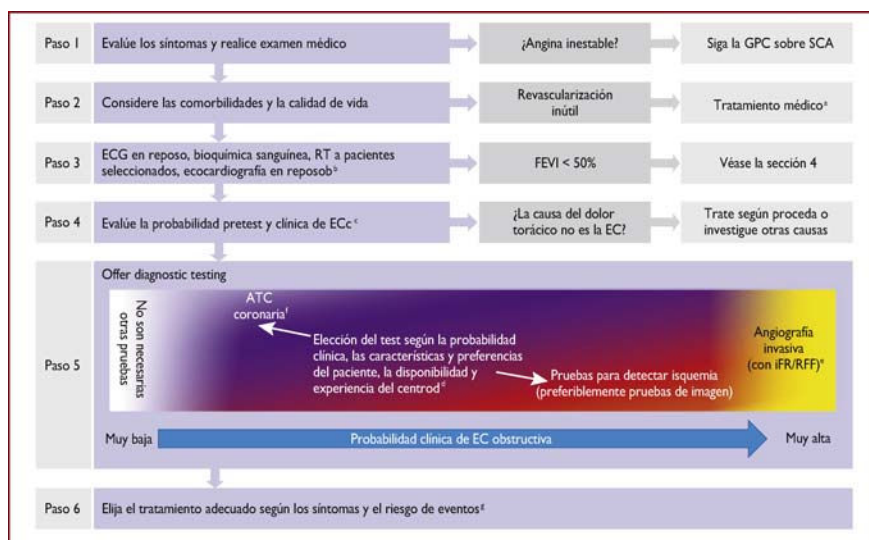 Paso 1
Evalúe los síntomas y realice examen médico
¿Angina inestable?
Siga la GPC sobre SCA
Paso 2
Considere las comorbilidades y la calidad de vida
Revascularización
inútil
Tratamiento médicoᵃ
Paso 3
ECG en reposo, bioquímica sanguínea, RT a pacientes
seleccionados, ecocardiografía en reposobᵇ
FEVI < 50%
Véase la sección 4
Paso 4
Evalúe la probabilidad pretest y clínica de ECcᶜ
¿La causa del dolor
torácico no es la EC?
Trate según proceda o
investigue otras causas
Paso 5
Offer diagnostic testing
No son necesarias
otras pruebas
ATC
coronariaᶠ
Elección del test según la probabilidad
clínica, las características y preferencias
del paciente, la disponibilidad y
experiencia del centrodᵈ
Pruebas para detectar isquemia
(preferiblemente pruebas de imagen)
Angiografía
invasiva
(con iFR/RFF)ᵉ
Muy baja
Probabilidad clínica de EC obstructiva
Muy alta
Paso 6
Elija el tratamiento adecuado según los síntomas y el riesgo de eventosᵍ